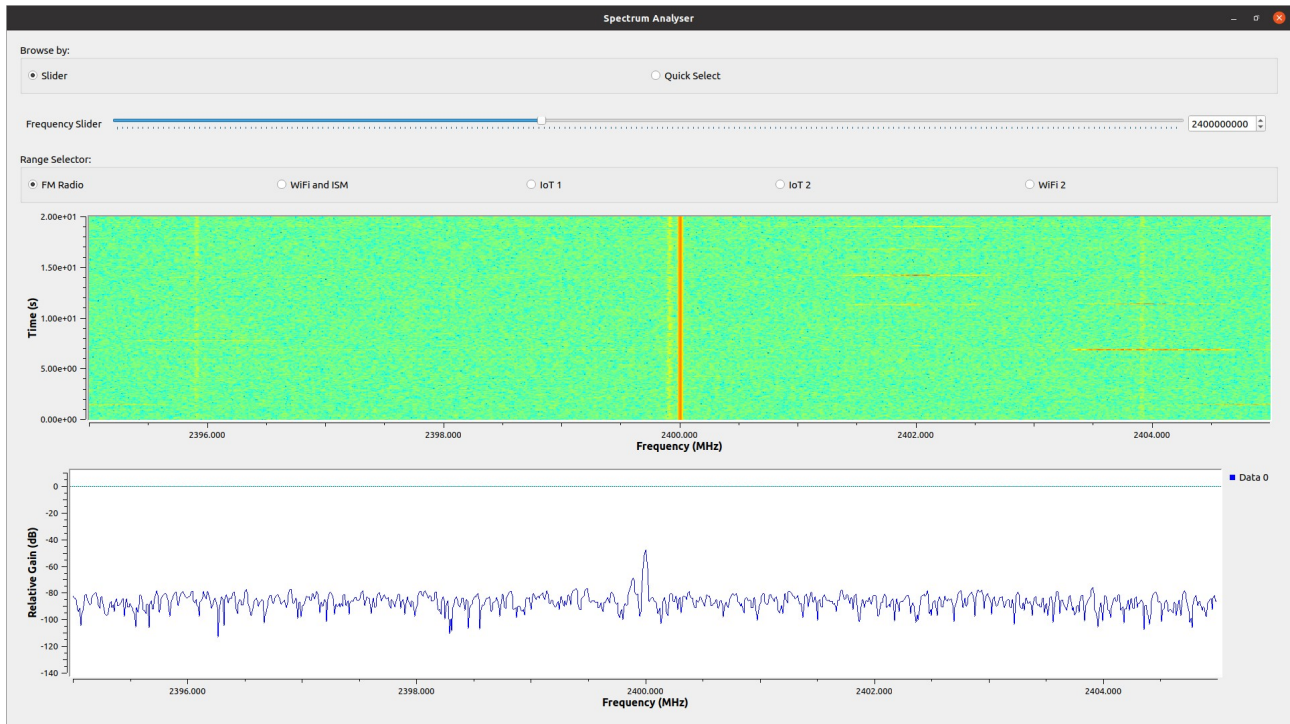 Spectrum Analyser
Browse by:
Slider Quick Select
Frequency Slider 2400000000
Range Selector:
FM Radio WiFi and ISM IoT 1 IoT 2 WiFi 2
2.00e+01
1.50e+01
1.00e+01
5.00e+00
0.00e+00
Time (s)
2396.000 2398.000 2400.000 2402.000 2404.000
Frequency (MHz)
Data 0
0
-20
-40
-60
-80
-100
-120
-140
Relative Gain (dB)
2396.000 2398.000 2400.000 2402.000 2404.000
Frequency (MHz)